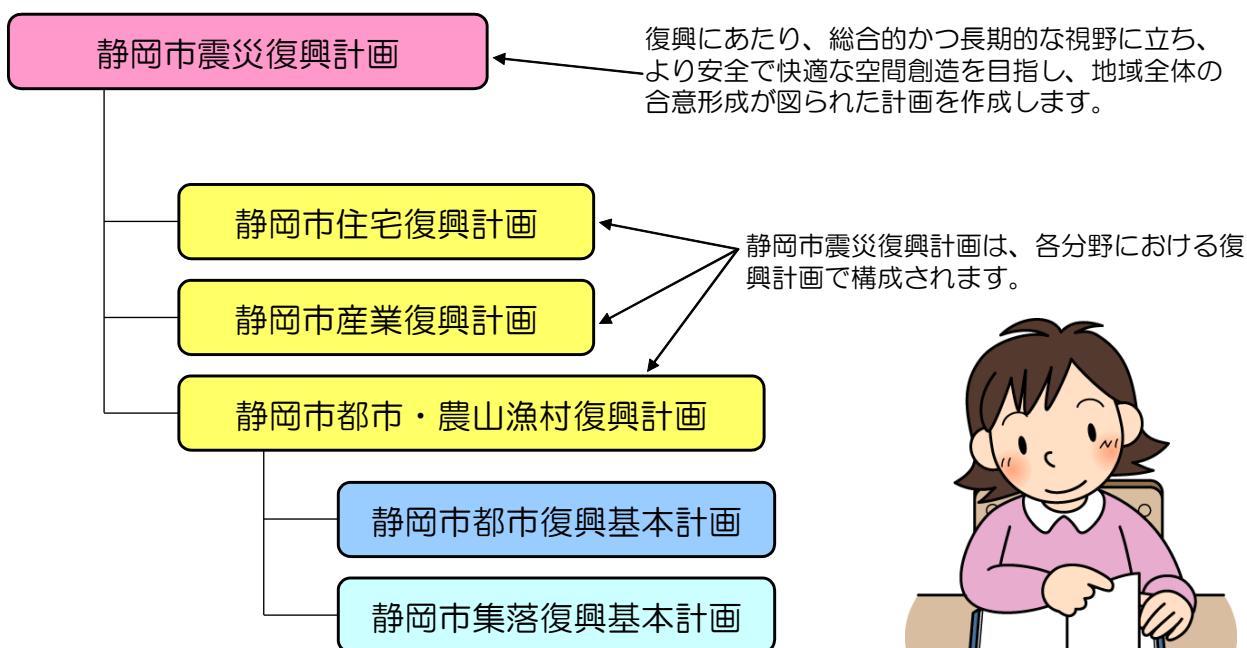 静岡市震災復興計画
復興にあたり、総合的かつ長期的な視野に立ち、
より安全で快適な空間創造を目指し、地域全体の
合意形成が図られた計画を作成します。
静岡市住宅復興計画
静岡市震災復興計画は、各分野における復
興計画で構成されます。
静岡市産業復興計画
静岡市都市・農山漁村復興計画
静岡市都市復興基本計画
静岡市集落復興基本計画